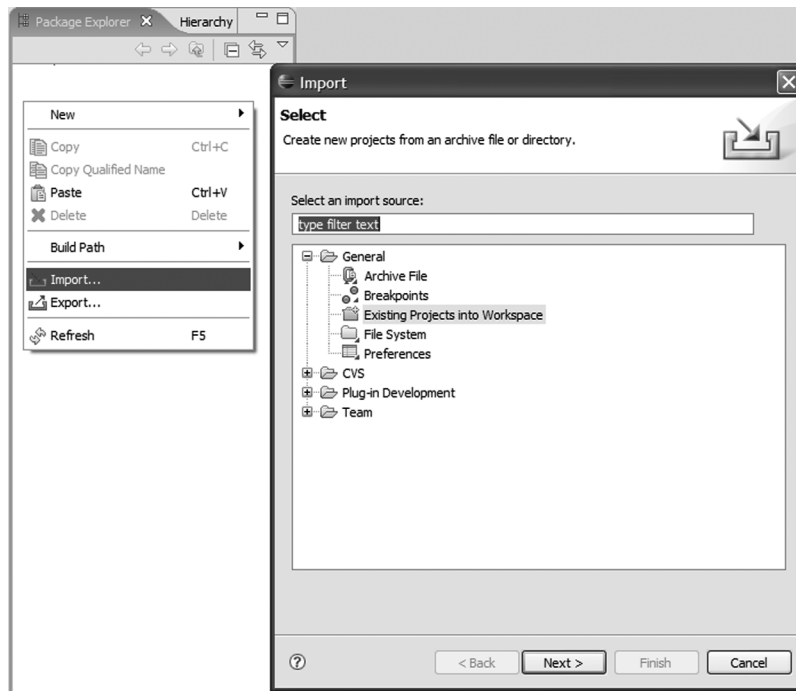 Package Explorer Hierarchy
New
Copy Ctrl+C
Copy Qualified Name
Paste Ctrl+V
Delete Delete
Build Path
Import...
Export...
Refresh F5
Import
Select
Create new projects from an archive file or directory.
Select an import source:
type filter text
General
Archive File
Breakpoints
Existing Projects into Workspace
File System
Preferences
CVS
Plug-in Development
Team
< Back Next > Finish Cancel